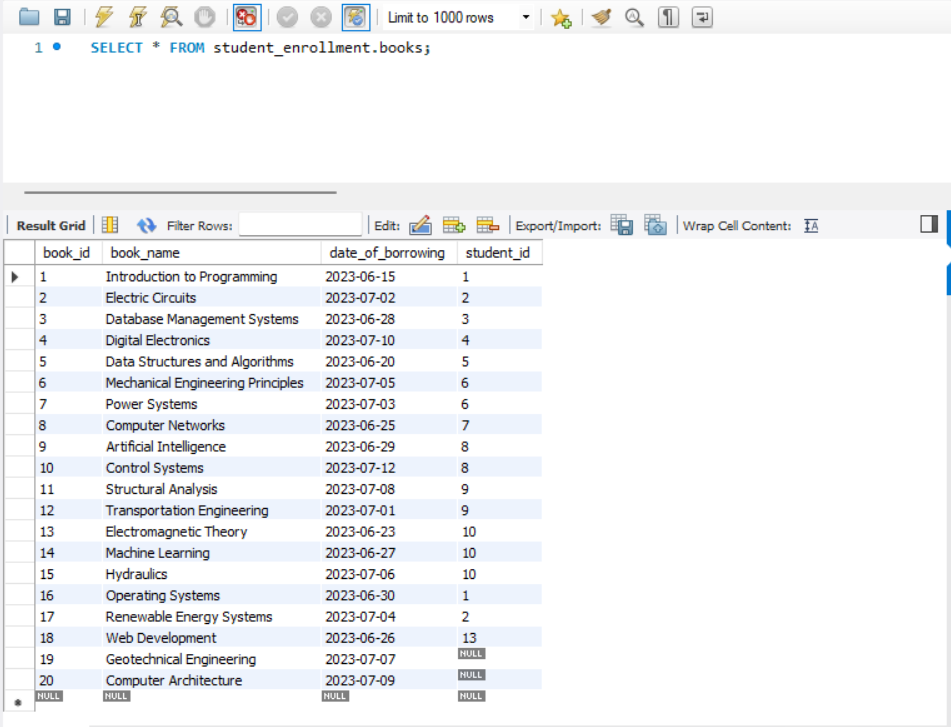 Limit to 1000 rows
1 SELECT * FROM student_enrollment.books;
Result Grid Filter Rows: Edit: Export/Import: Wrap Cell Content:
book_id book_name date_of_borrowing student_id
1 Introduction to Programming 2023-06-15 1
2 Electric Circuits 2023-07-02 2
3 Database Management Systems 2023-06-28 3
4 Digital Electronics 2023-07-10 4
5 Data Structures and Algorithms 2023-06-20 5
6 Mechanical Engineering Principles 2023-07-05 6
7 Power Systems 2023-07-03 6
8 Computer Networks 2023-06-25 7
9 Artificial Intelligence 2023-06-29 8
10 Control Systems 2023-07-12 8
11 Structural Analysis 2023-07-08 9
12 Transportation Engineering 2023-07-01 9
13 Electromagnetic Theory 2023-06-23 10
14 Machine Learning 2023-06-27 10
15 Hydraulics 2023-07-06 10
16 Operating Systems 2023-06-30 1
17 Renewable Energy Systems 2023-07-04 2
18 Web Development 2023-06-26 13
19 Geotechnical Engineering 2023-07-07 NULL
20 Computer Architecture 2023-07-09 NULL
NULL NULL NULL NULL